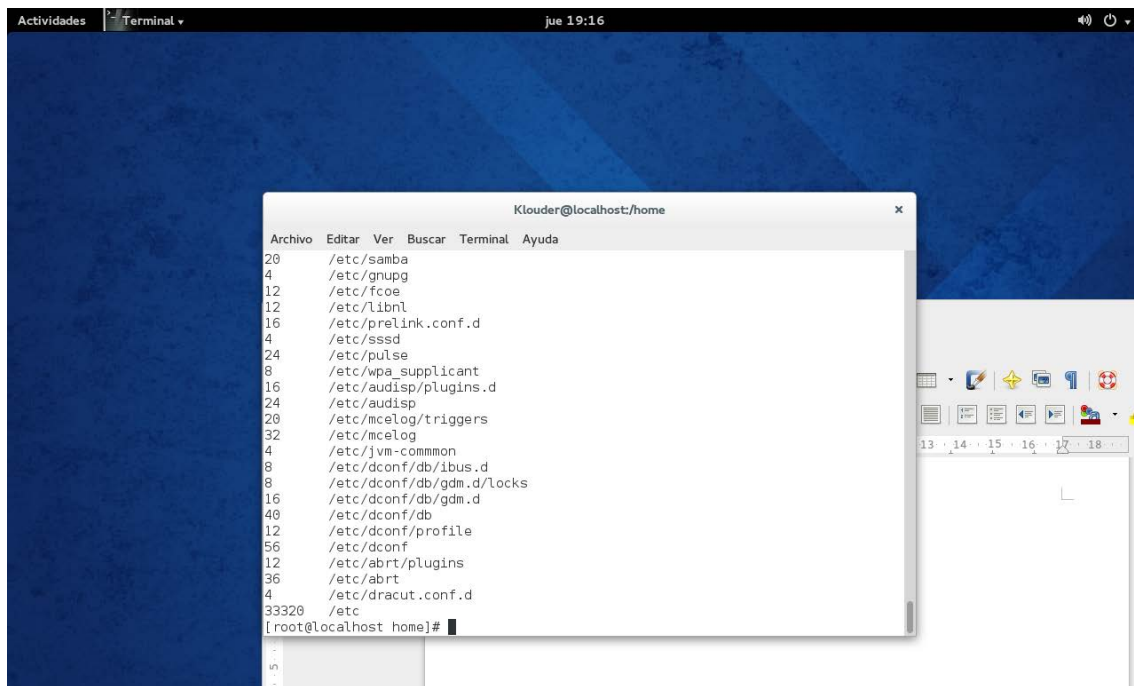 Actividades Terminal jue 19:16
Klouder@localhost:/home
Archivo Editar Ver Buscar Terminal Ayuda
20 /etc/samba
4 /etc/gnupg
12 /etc/fcoe
12 /etc/libnl
16 /etc/prelink.conf.d
4 /etc/sssd
24 /etc/pulse
8 /etc/wpa_supplicant
16 /etc/audisp/plugins.d
24 /etc/audisp
20 /etc/mcelog/triggers
32 /etc/mcelog
4 /etc/jvm-commmon
8 /etc/dconf/db/ibus.d
8 /etc/dconf/db/gdm.d/locks
16 /etc/dconf/db/gdm.d
40 /etc/dconf/db
12 /etc/dconf/profile
56 /etc/dconf
12 /etc/abrt/plugins
36 /etc/abrt
4 /etc/dracut.conf.d
33320 /etc
[root@localhost home]#
13 14 15 16 17 18
5